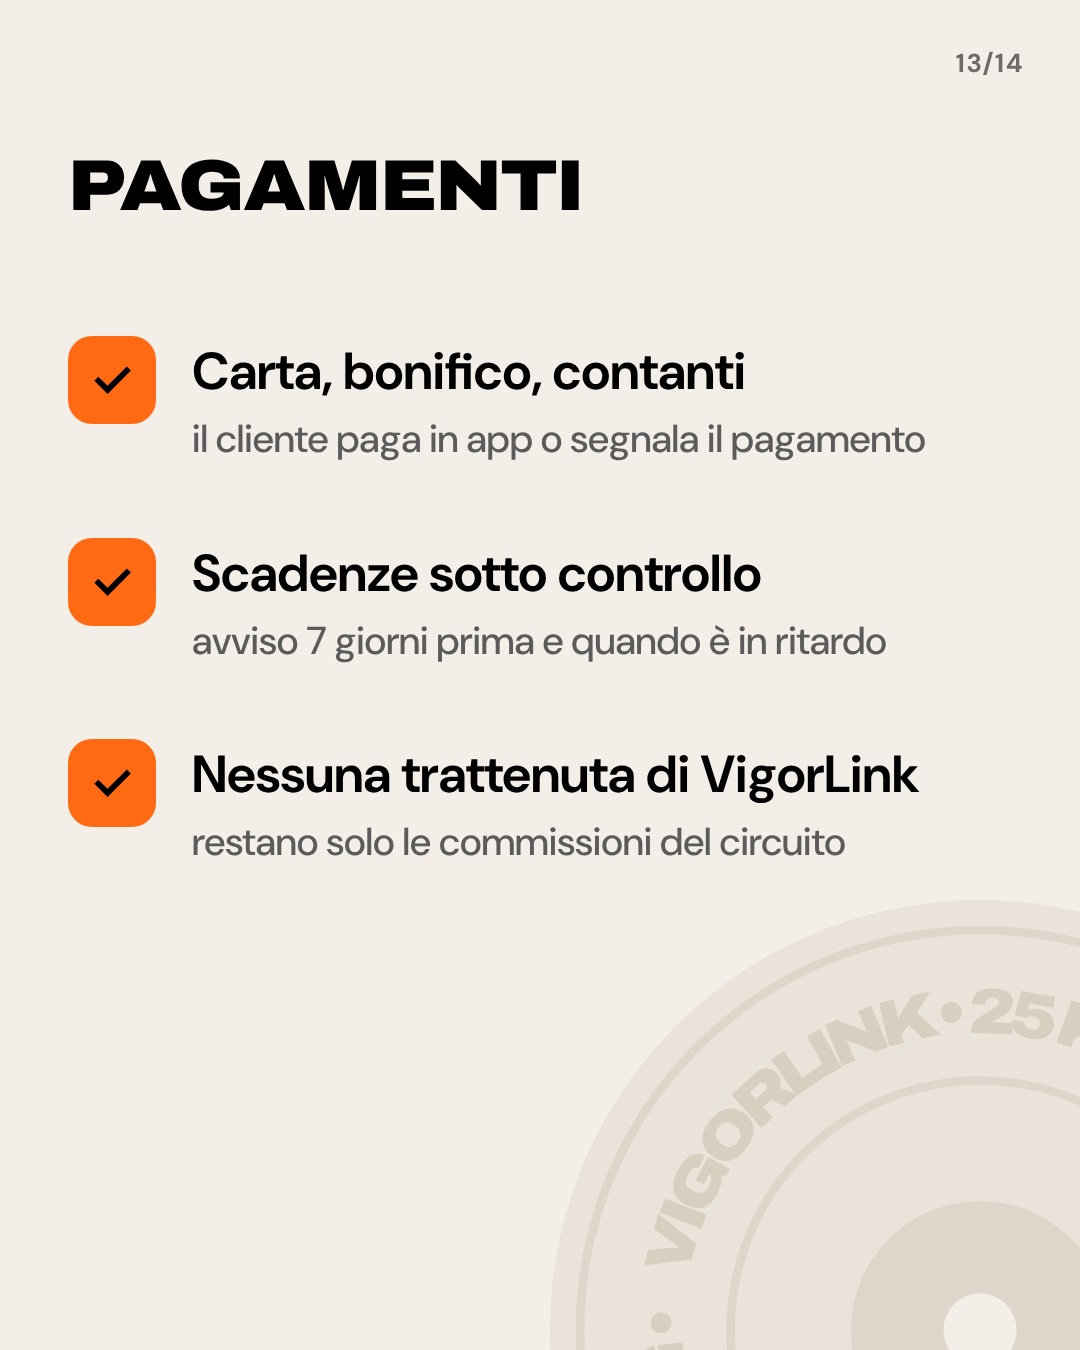 13/14
PAGAMENTI
Carta, bonifico, contanti
il cliente paga in app o segnala il pagamento
Scadenze sotto controllo
avviso 7 giorni prima e quando è in ritardo
Nessuna trattenuta di VigorLink
restano solo le commissioni del circuito
VIGORLINK • 25